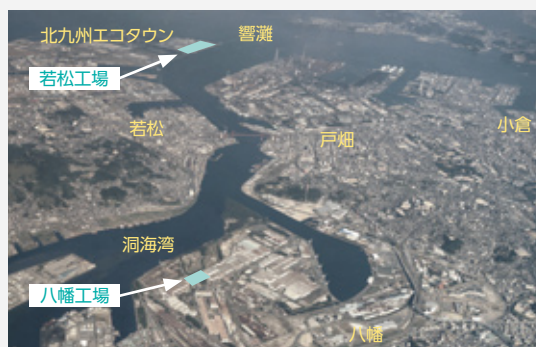 北九州エコタウン
響灘
若松工場
若松
戸畑
小倉
洞海湾
八幡工場
八幡